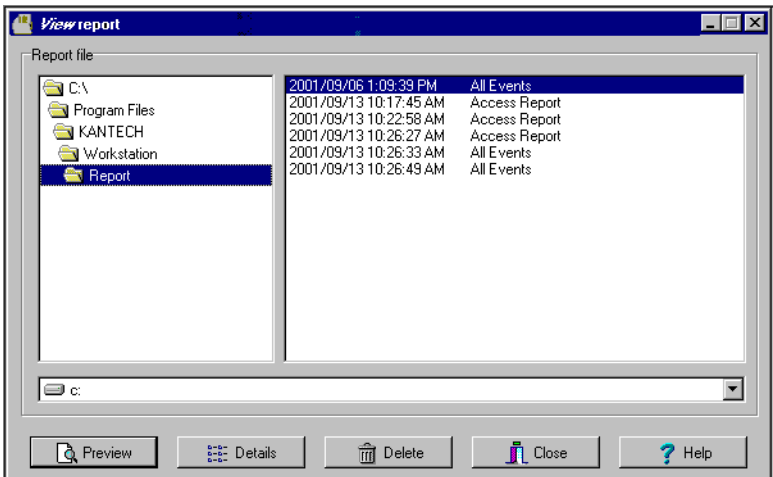 View report
Report file
C:\
Program Files
KANTECH
Workstation
Report
2001/09/06 1:09:39 PM All Events
2001/09/13 10:17:45 AM Access Report
2001/09/13 10:22:58 AM Access Report
2001/09/13 10:26:27 AM Access Report
2001/09/13 10:26:33 AM All Events
2001/09/13 10:26:49 AM All Events
c:
Preview Details Delete Close Help